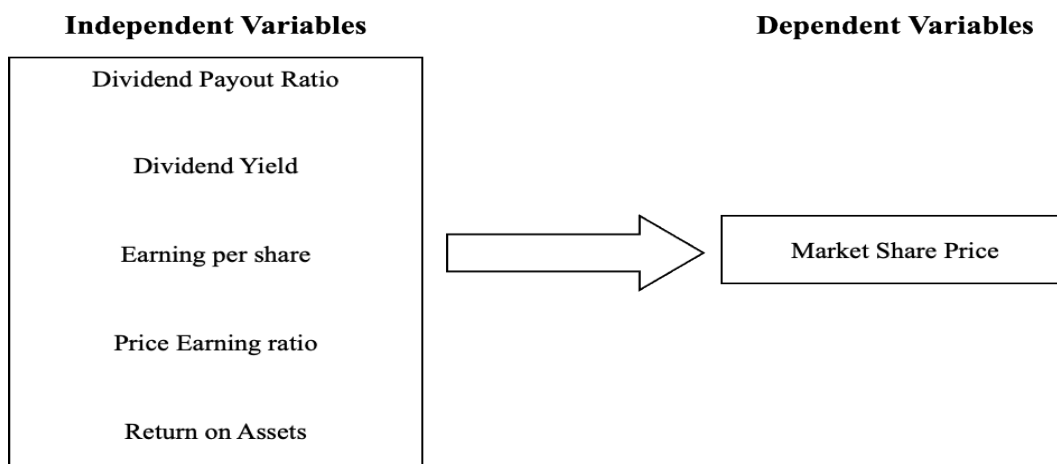 Independent Variables
Dividend Payout Ratio
Dividend Yield
Earning per share
Price Earning ratio
Return on Assets
Dependent Variables
Market Share Price